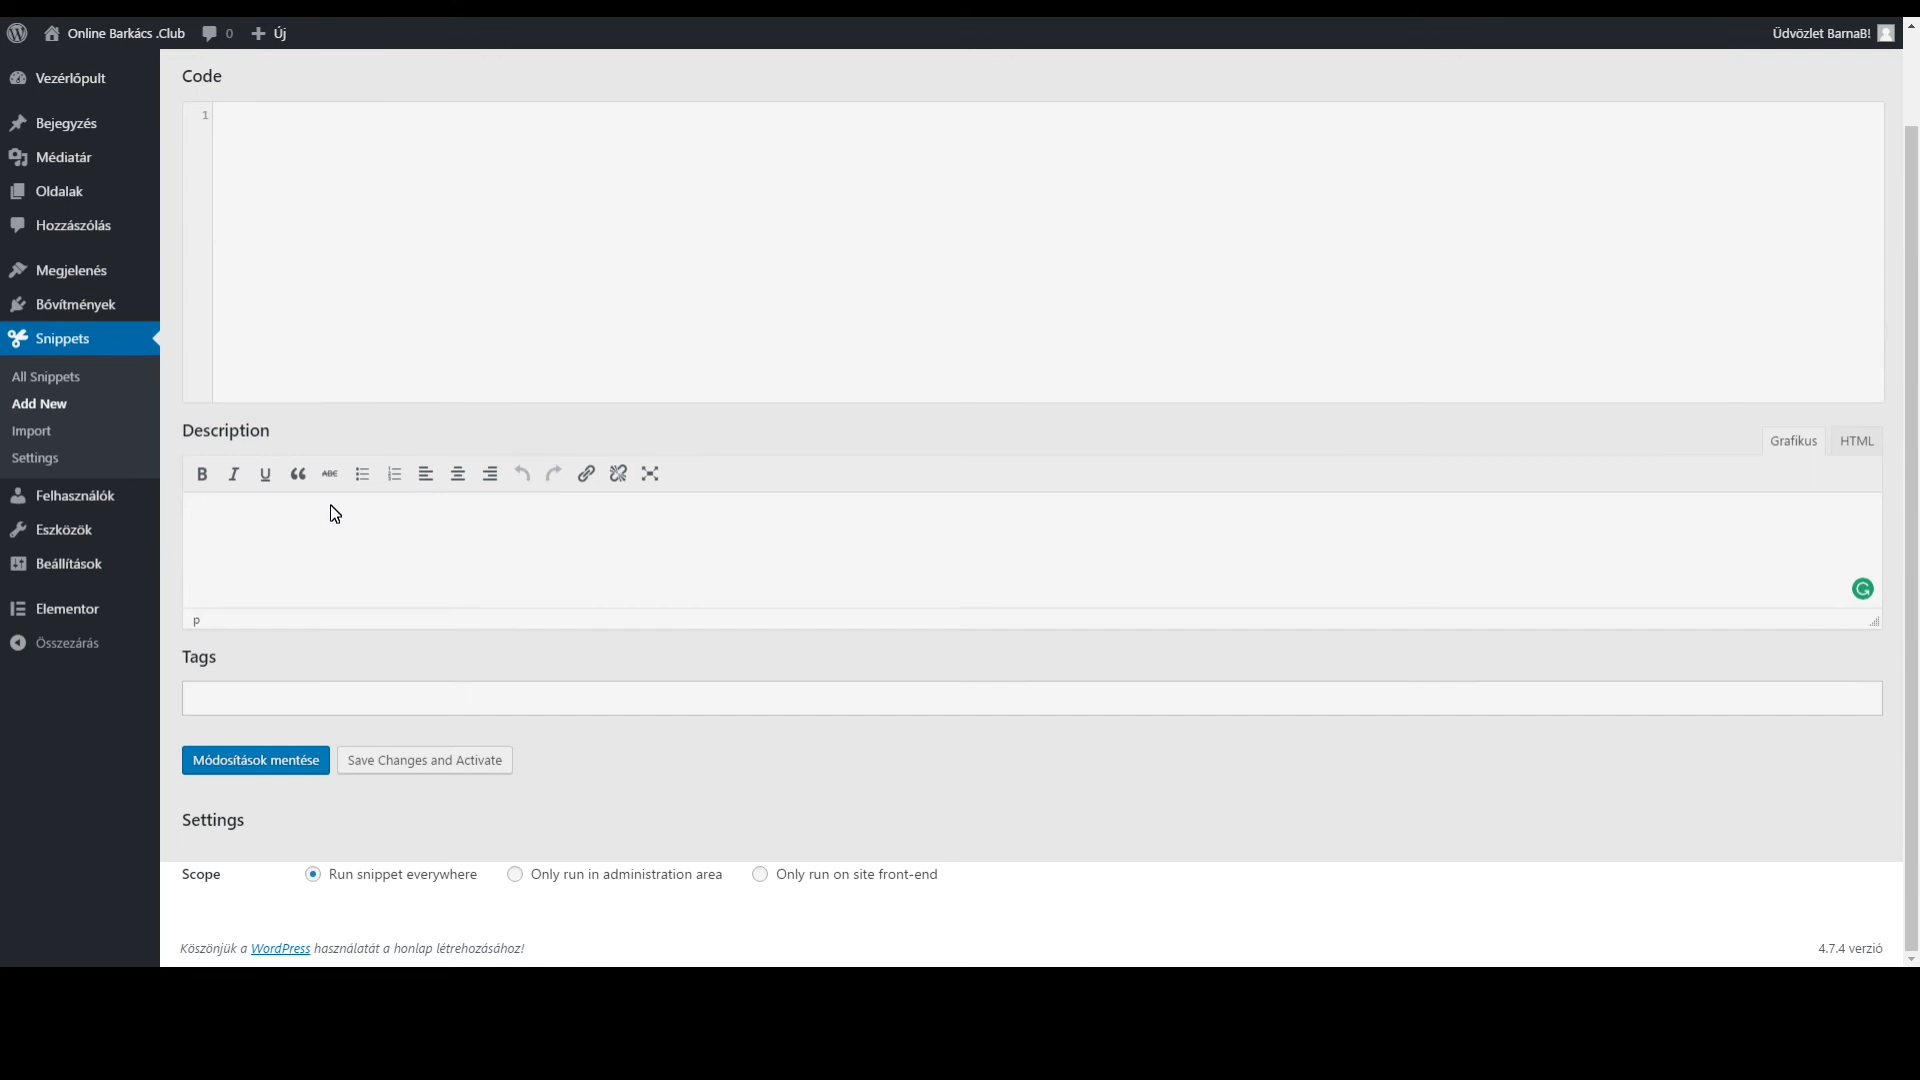 Online Barkács .Club 0 Új Üdvözlet BarnaB!
Vezérlőpult
Bejegyzés
Médiatár
Oldalak
Hozzászólás
Megjelenés
Bővítmények
Snippets
All Snippets
Add New
Import
Settings
Felhasználók
Eszközök
Beállítások
Elementor
Összezárás
Code
1
Description
Grafikus HTML
B I U ABC
p
Tags
Módosítások mentése Save Changes and Activate
Settings
Scope Run snippet everywhere Only run in administration area Only run on site front-end
Köszönjük a WordPress használatát a honlap létrehozásához! 4.7.4 verzió